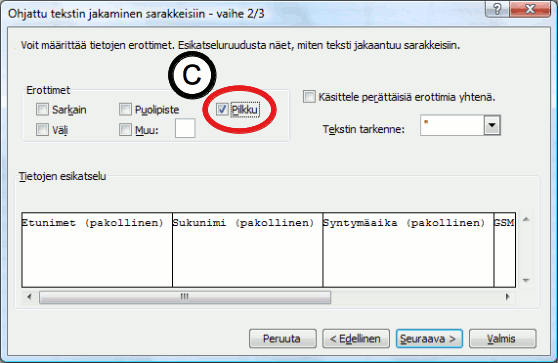 Ohjattu tekstin jakaminen sarakkeisiin - vaihe 2/3
Voit määrittää tietojen erottimet. Esikatseluruudusta näet, miten teksti jakaantuu sarakkeisiin.
C
Erottimet
Sarkain
Puolipiste
Pilkku
Väli
Muu:
Käsittele perättäisiä erottimia yhtenä.
Tekstin tarkenne: "
Tietojen esikatselu
Etunimet (pakollinen) Sukunimi (pakollinen) Syntymäaika (pakollinen) GSM
Peruuta < Edellinen Seuraava > Valmis